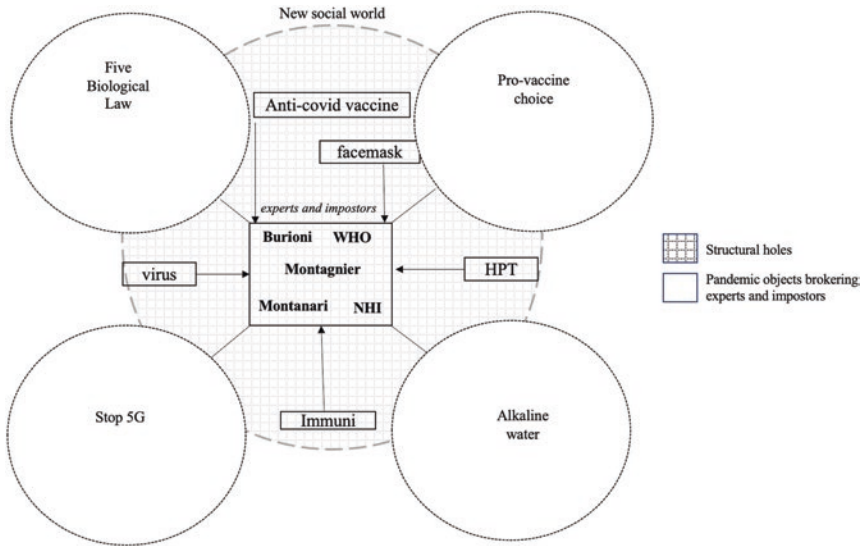 New social world
Five
Biological
Law
Pro-vaccine
choice
Anti-covid vaccine
facemask
experts and impostors
Burioni WHO
Montagnier
Montanari NHI
virus
HPT
Structural holes
Pandemic objects brokering;
experts and impostors
Stop 5G
Immuni
Alkaline
water